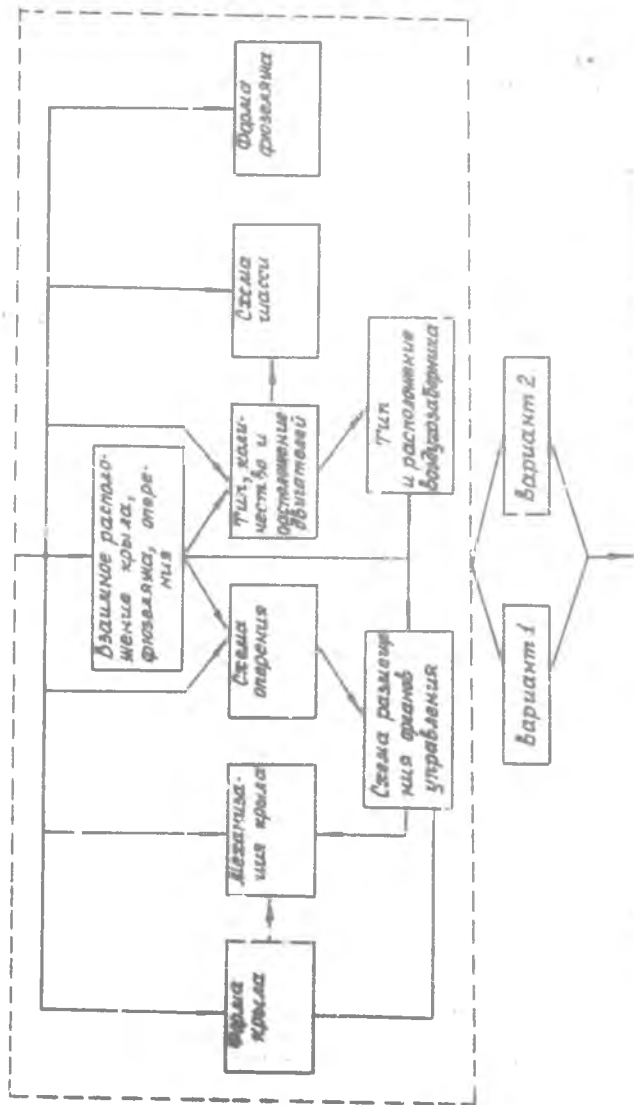 Взаимное располо-
жение крыла,
фюзеляжа, опере-
ния
Форма
крыла
Механиза-
ция крыла
Схема
оперения
Тип, коли-
чество и
расположение
двигателей
Схема
шасси
Форма
фюзеляжа
Схема размеще
ния органов
управления
Тип
и расположение
воздухозаборника
Вариант 1
Вариант 2